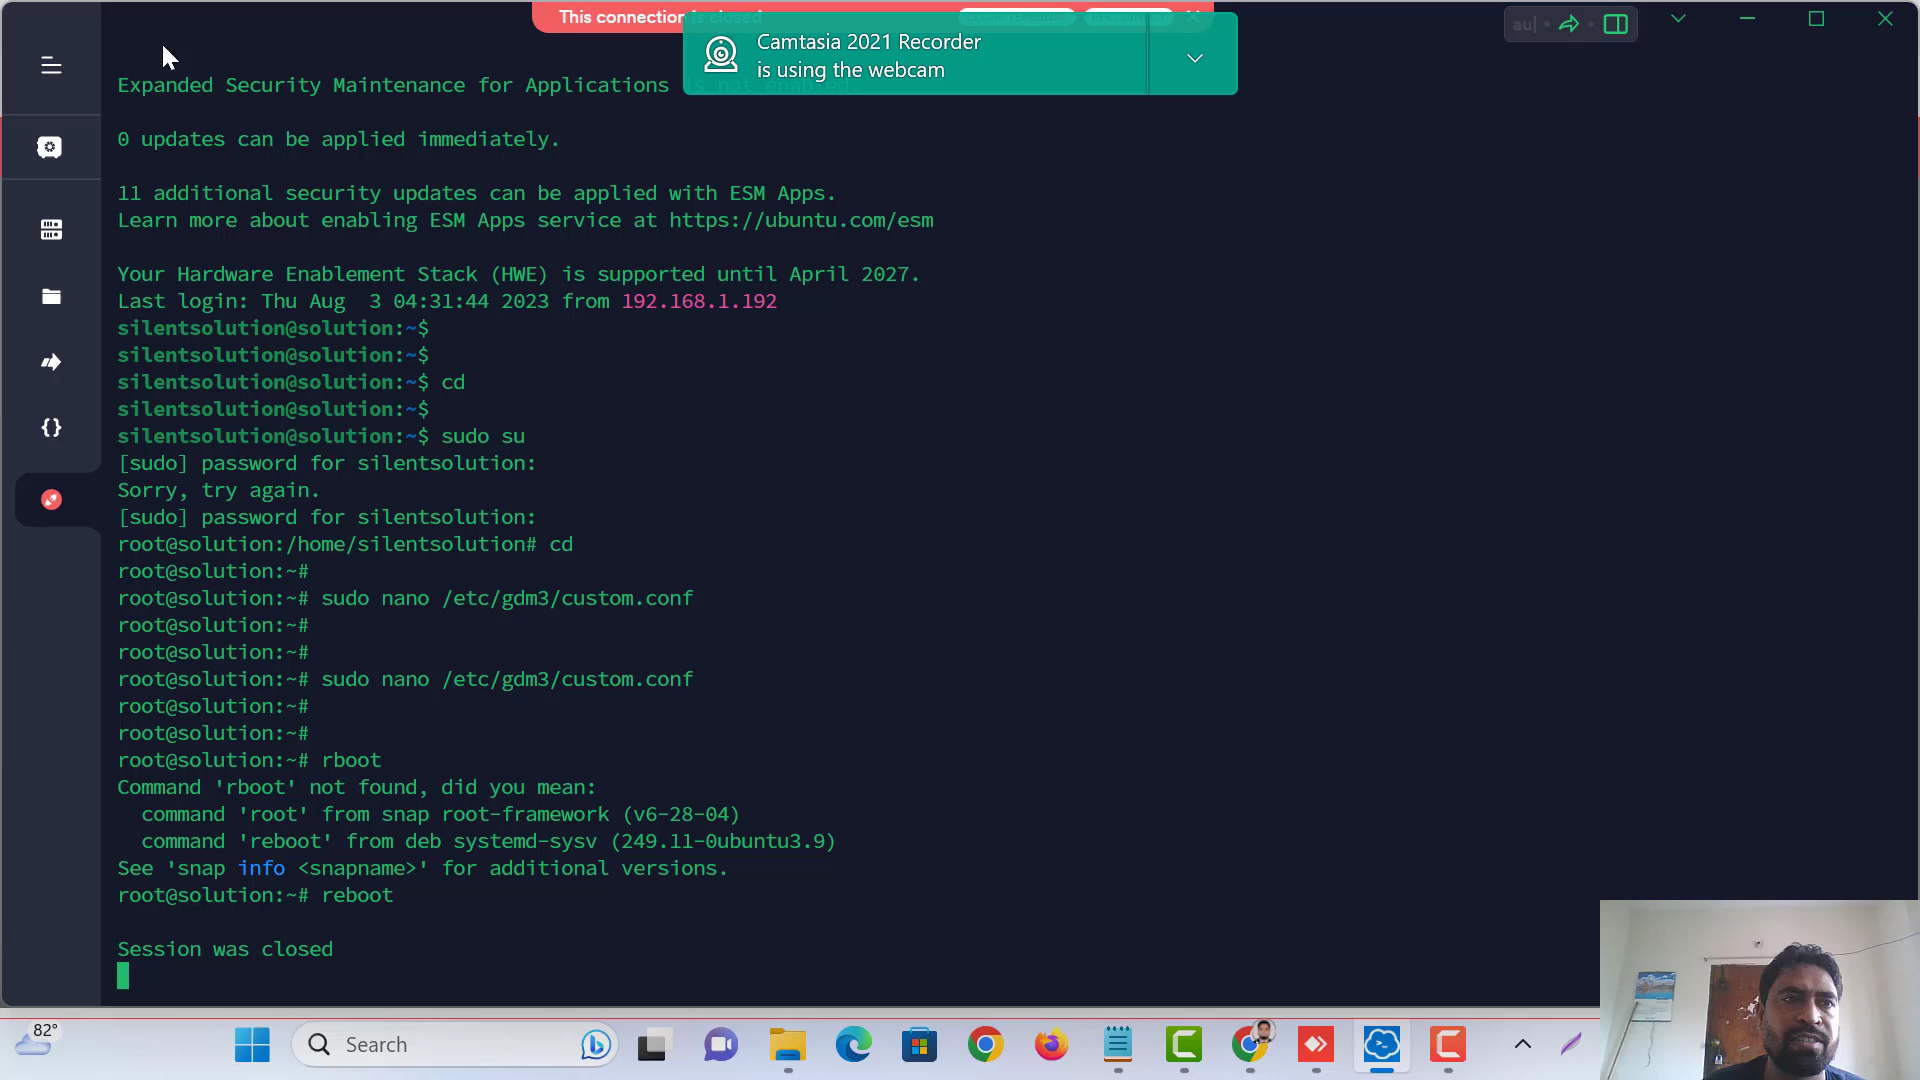 This connection is closed
Camtasia 2021 Recorder
is using the webcam
au
Expanded Security Maintenance for Applications is not enabled.
0 updates can be applied immediately.
11 additional security updates can be applied with ESM Apps.
Learn more about enabling ESM Apps service at https://ubuntu.com/esm
Your Hardware Enablement Stack (HWE) is supported until April 2027.
Last login: Thu Aug  3 04:31:44 2023 from 192.168.1.192
silentsolution@solution:~$
silentsolution@solution:~$
silentsolution@solution:~$ cd
silentsolution@solution:~$
silentsolution@solution:~$ sudo su
[sudo] password for silentsolution:
Sorry, try again.
[sudo] password for silentsolution:
root@solution:/home/silentsolution# cd
root@solution:~#
root@solution:~# sudo nano /etc/gdm3/custom.conf
root@solution:~#
root@solution:~#
root@solution:~# sudo nano /etc/gdm3/custom.conf
root@solution:~#
root@solution:~#
root@solution:~# rboot
Command 'rboot' not found, did you mean:
  command 'root' from snap root-framework (v6-28-04)
  command 'reboot' from deb systemd-sysv (249.11-0ubuntu3.9)
See 'snap info <snapname>' for additional versions.
root@solution:~# reboot
Session was closed
82°
Search